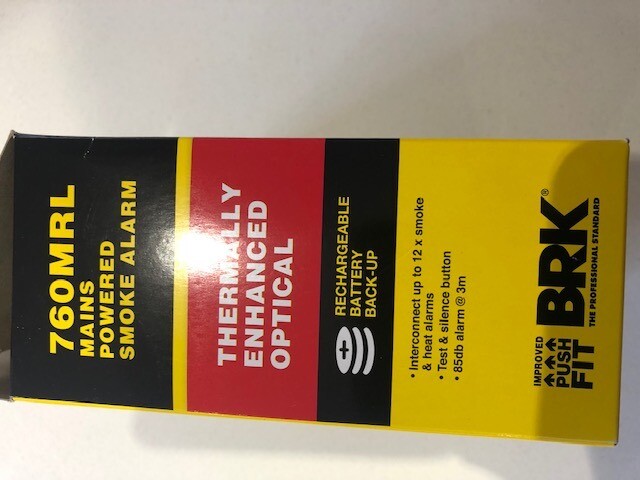 760MRL
MAINS
POWERED
SMOKE ALARM
THERMALLY
ENHANCED
OPTICAL
RECHARGEABLE
BATTERY
BACK-UP
• Interconnect up to 12 x smoke
& heat alarms
• Test & silence button
• 85db alarm @ 3m
IMPROVED
PUSH
FIT
BRK®
THE PROFESSIONAL STANDARD